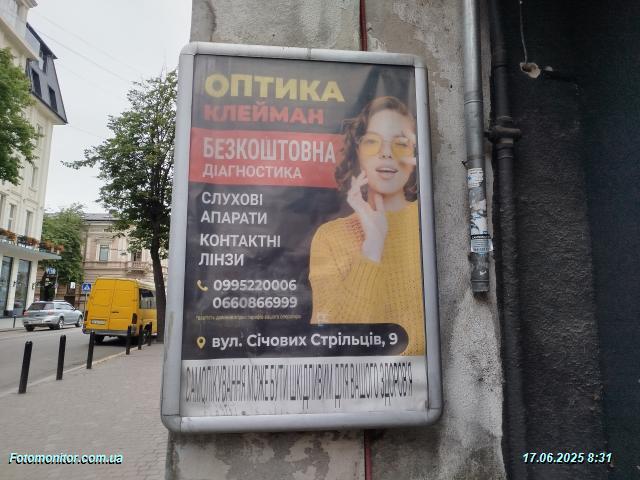 ОПТИКА
КЛЕЙМАН
БЕЗКОШТОВНА
ДІАГНОСТИКА
СЛУХОВІ
АПАРАТИ
КОНТАКТНІ
ЛІНЗИ
0995220006
0660866999
вул. Січових Стрільців, 9
САМОЛІКУВАННЯ МОЖЕ БУТИ ШКІДЛИВИМ ДЛЯ ВАШОГО ЗДОРОВ'Я
Fotomonitor.com.ua
17.06.2025 8:31